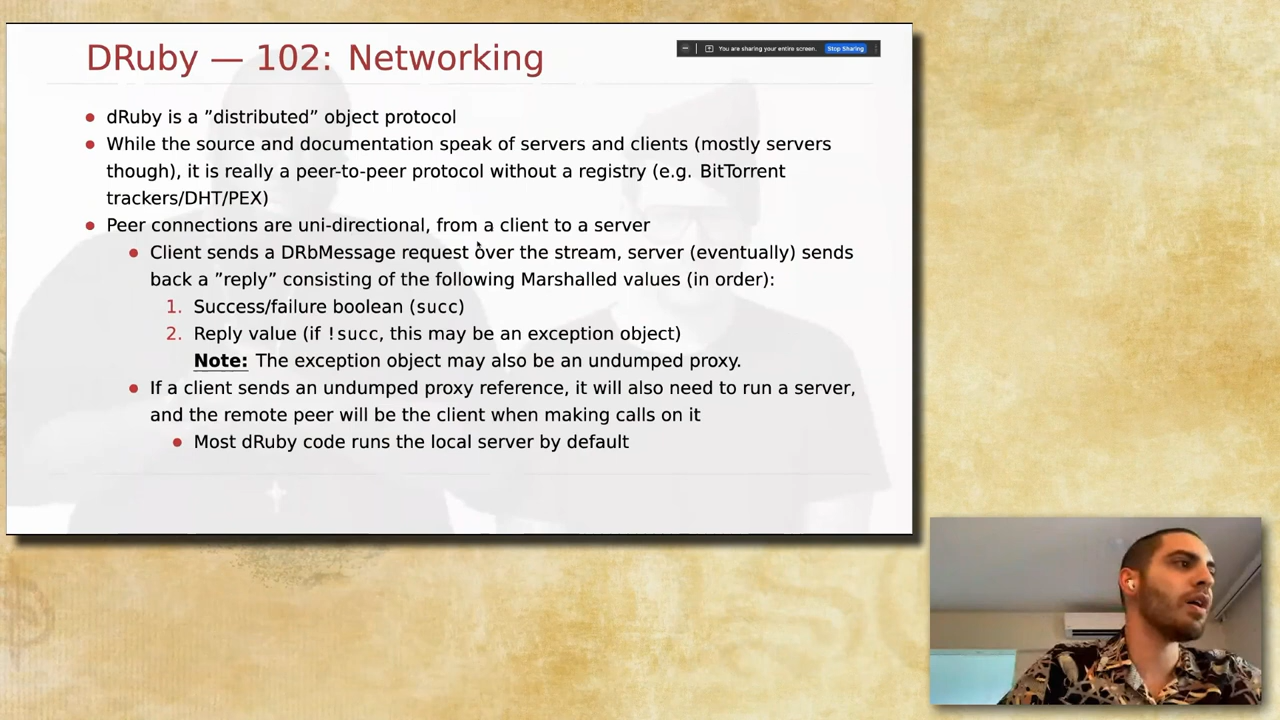 DRuby — 102: Networking
You are sharing your entire screen. Stop Sharing
• dRuby is a ”distributed” object protocol
• While the source and documentation speak of servers and clients (mostly servers
though), it is really a peer-to-peer protocol without a registry (e.g. BitTorrent
trackers/DHT/PEX)
• Peer connections are uni-directional, from a client to a server
• Client sends a DRbMessage request over the stream, server (eventually) sends
back a ”reply” consisting of the following Marshalled values (in order):
1. Success/failure boolean (succ)
2. Reply value (if !succ, this may be an exception object)
Note: The exception object may also be an undumped proxy.
• If a client sends an undumped proxy reference, it will also need to run a server,
and the remote peer will be the client when making calls on it
• Most dRuby code runs the local server by default